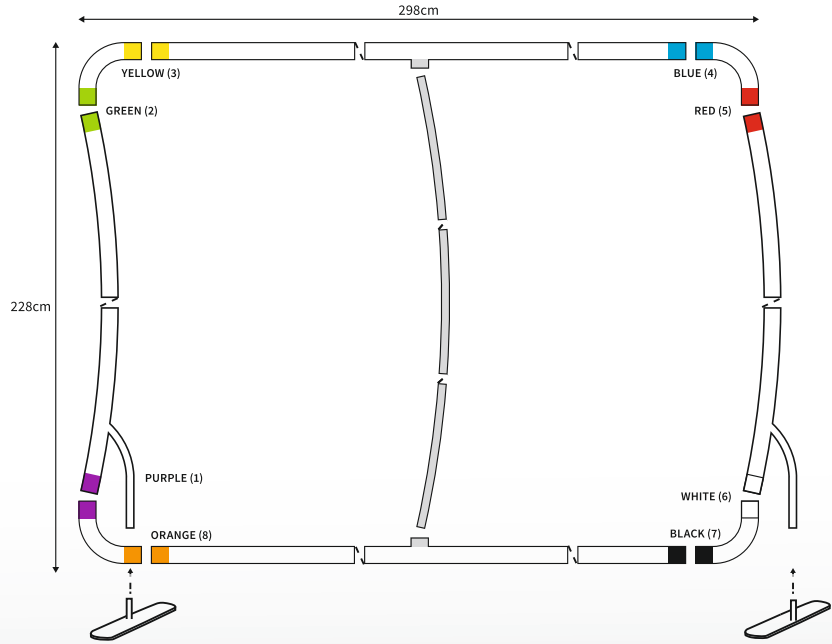 298cm
YELLOW (3)
BLUE (4)
GREEN (2)
RED (5)
228cm
PURPLE (1)
WHITE (6)
ORANGE (8)
BLACK (7)